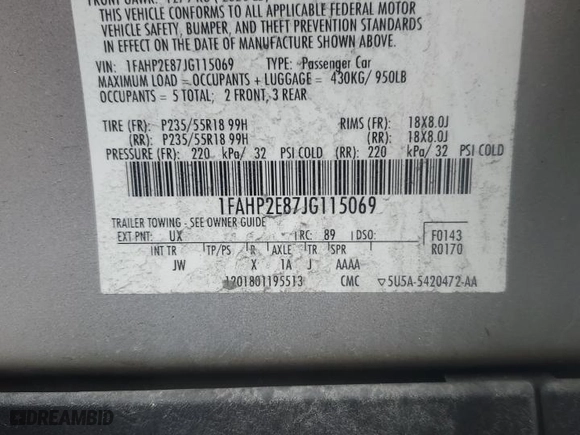 THIS VEHICLE CONFORMS TO ALL APPLICABLE FEDERAL MOTOR
VEHICLE SAFETY, BUMPER, AND THEFT PREVENTION STANDARDS
IN EFFECT ON THE DATE OF MANUFACTURE SHOWN ABOVE.
VIN: 1FAHP2E87JG115069 TYPE: Passenger Car
MAXIMUM LOAD = OCCUPANTS + LUGGAGE = 430KG/ 950LB
OCCUPANTS = 5 TOTAL: 2 FRONT, 3 REAR
TIRE (FR): P235/55R18 99H RIMS (FR): 18X8.0J
(RR): P235/55R18 99H (RR): 18X8.0J
PRESSURE (FR): 220 kPa/ 32 PSI COLD (RR): 220 kPa/ 32 PSI COLD
1FAHP2E87JG115069
TRAILER TOWING - SEE OWNER GUIDE
EXT PNT: UX RC: 89 DSO: F0143
INT TR TP/PS R AXLE TR SPR R0170
JW X 1A J AAAA
1201801195513 CMC ▽5U5A-5420472-AA
DREAMBID